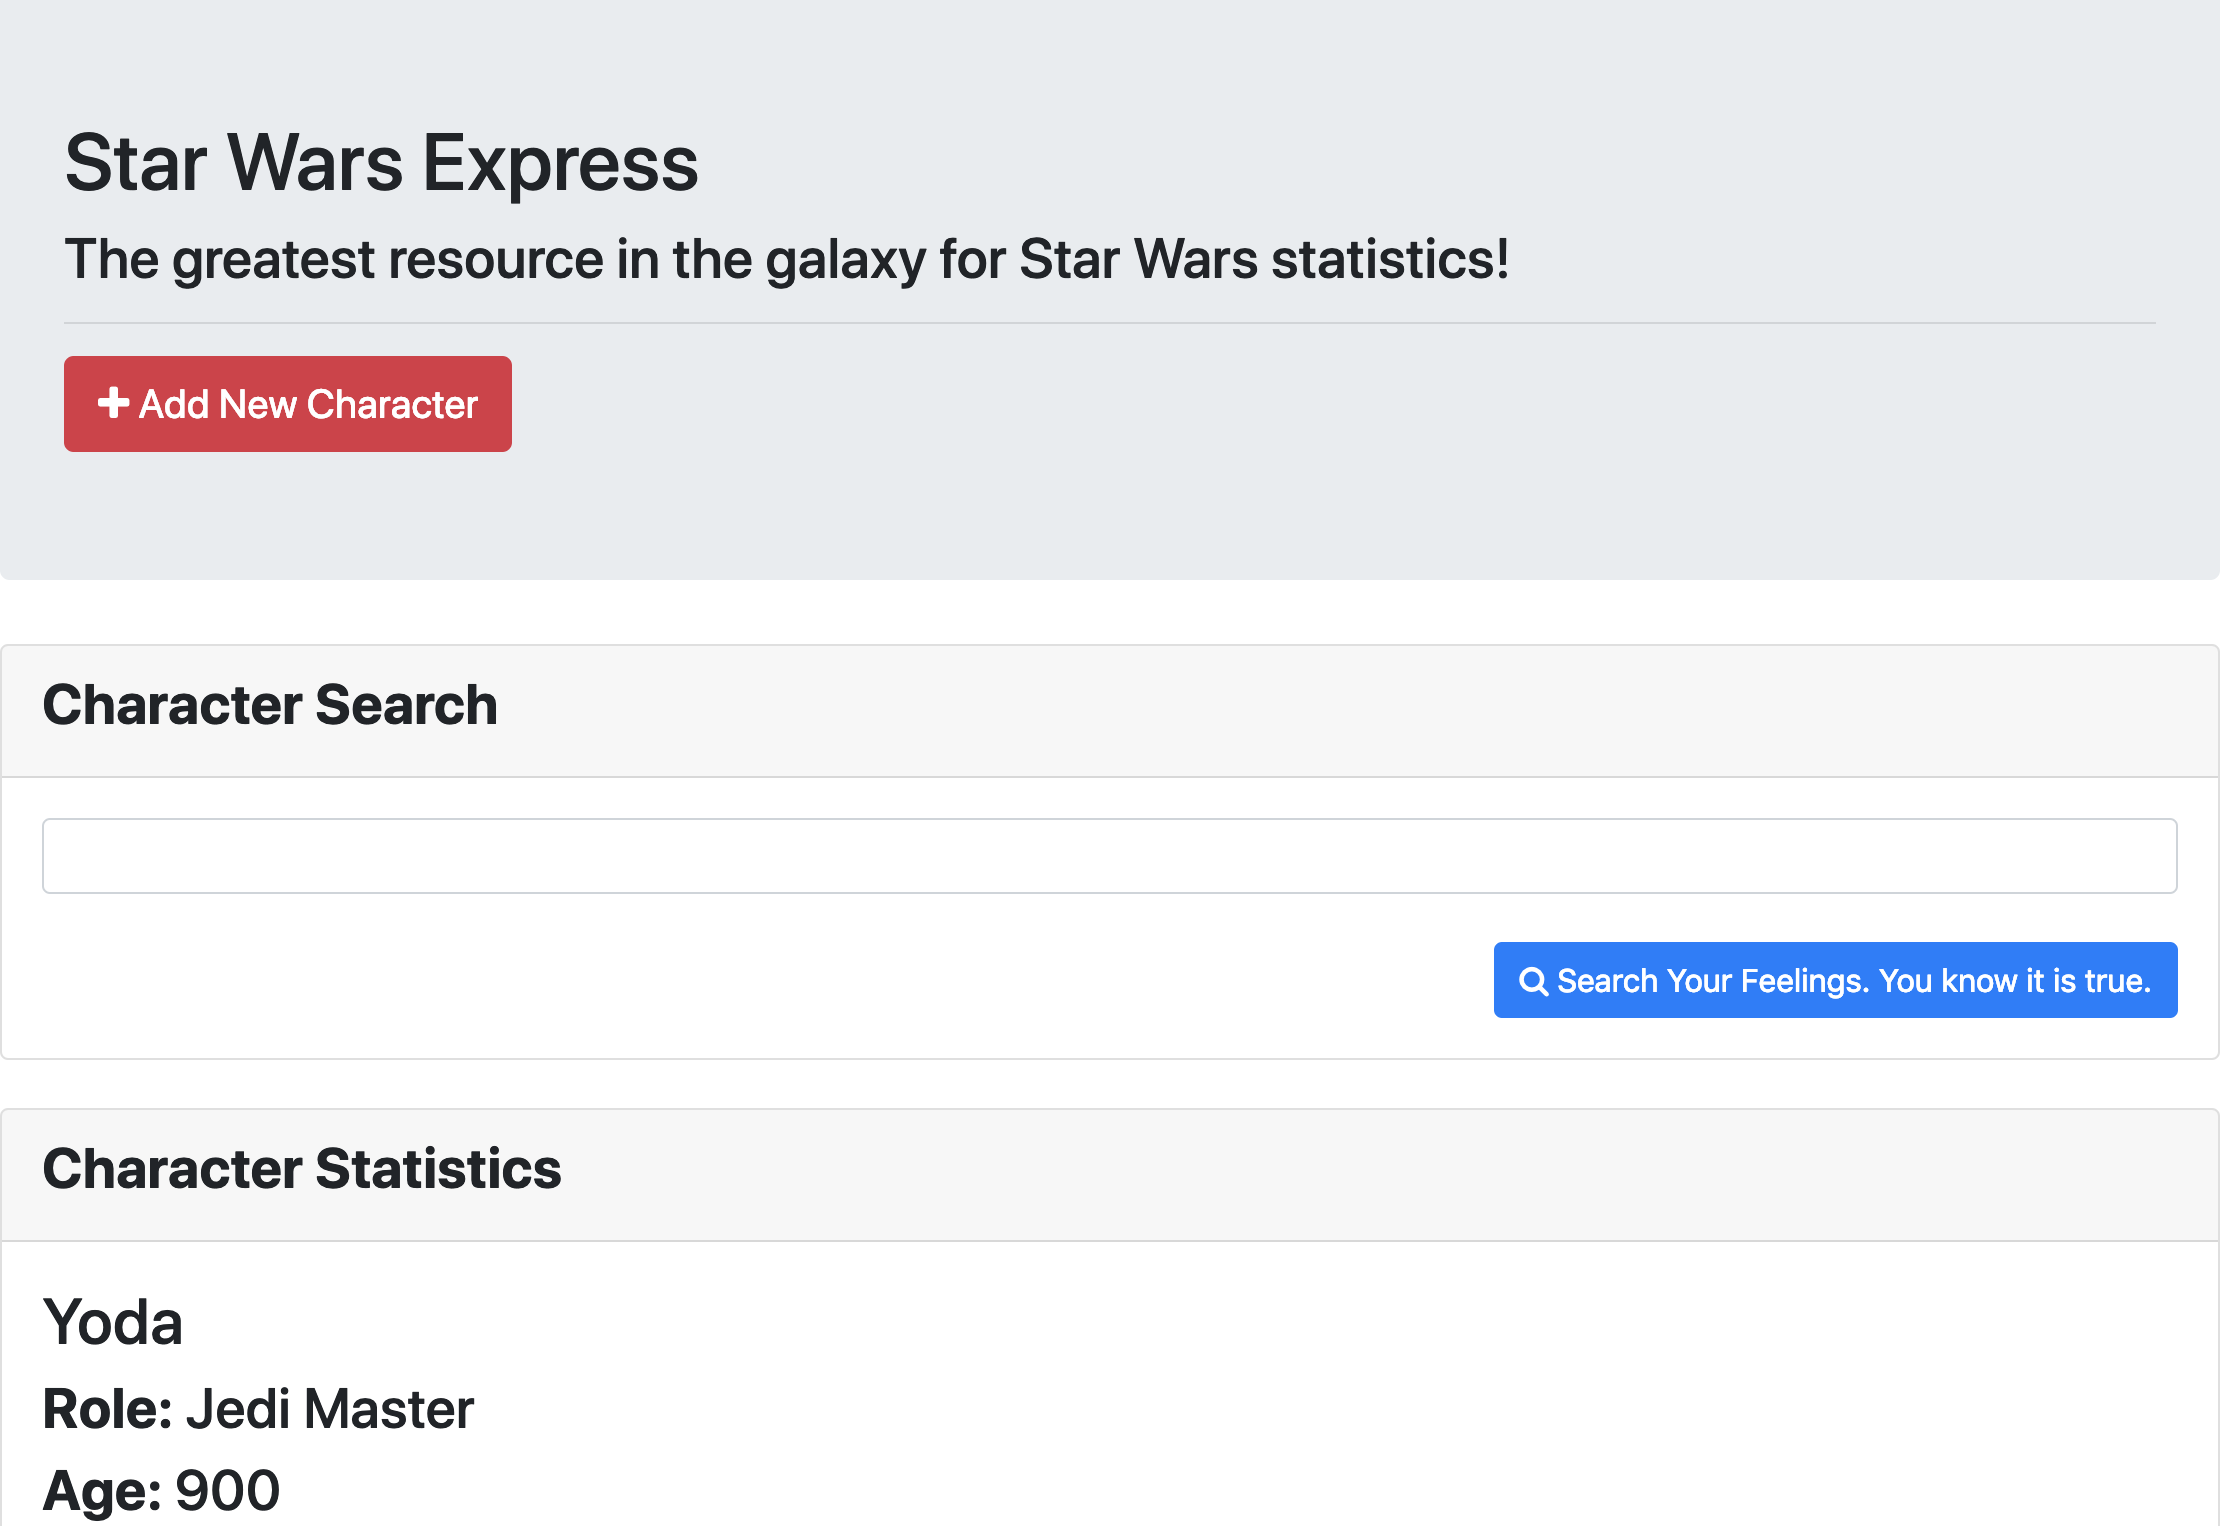 Star Wars Express
The greatest resource in the galaxy for Star Wars statistics!
Add New Character
Character Search
Search Your Feelings. You know it is true.
Character Statistics
Yoda
Role: Jedi Master
Age: 900